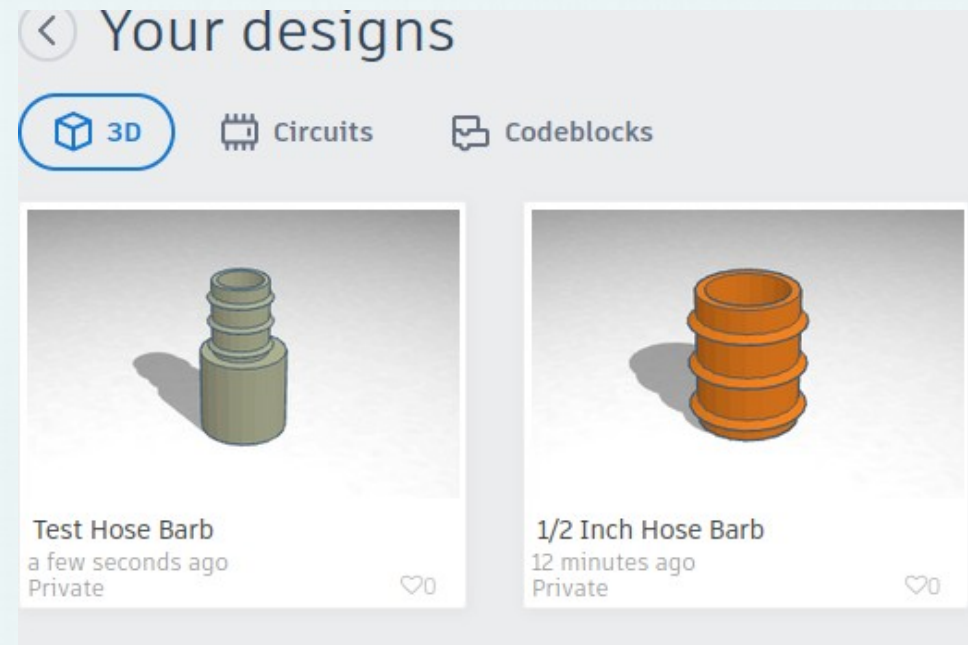 Your designs
3D Circuits Codeblocks
Test Hose Barb
a few seconds ago
Private 0
1/2 Inch Hose Barb
12 minutes ago
Private 0